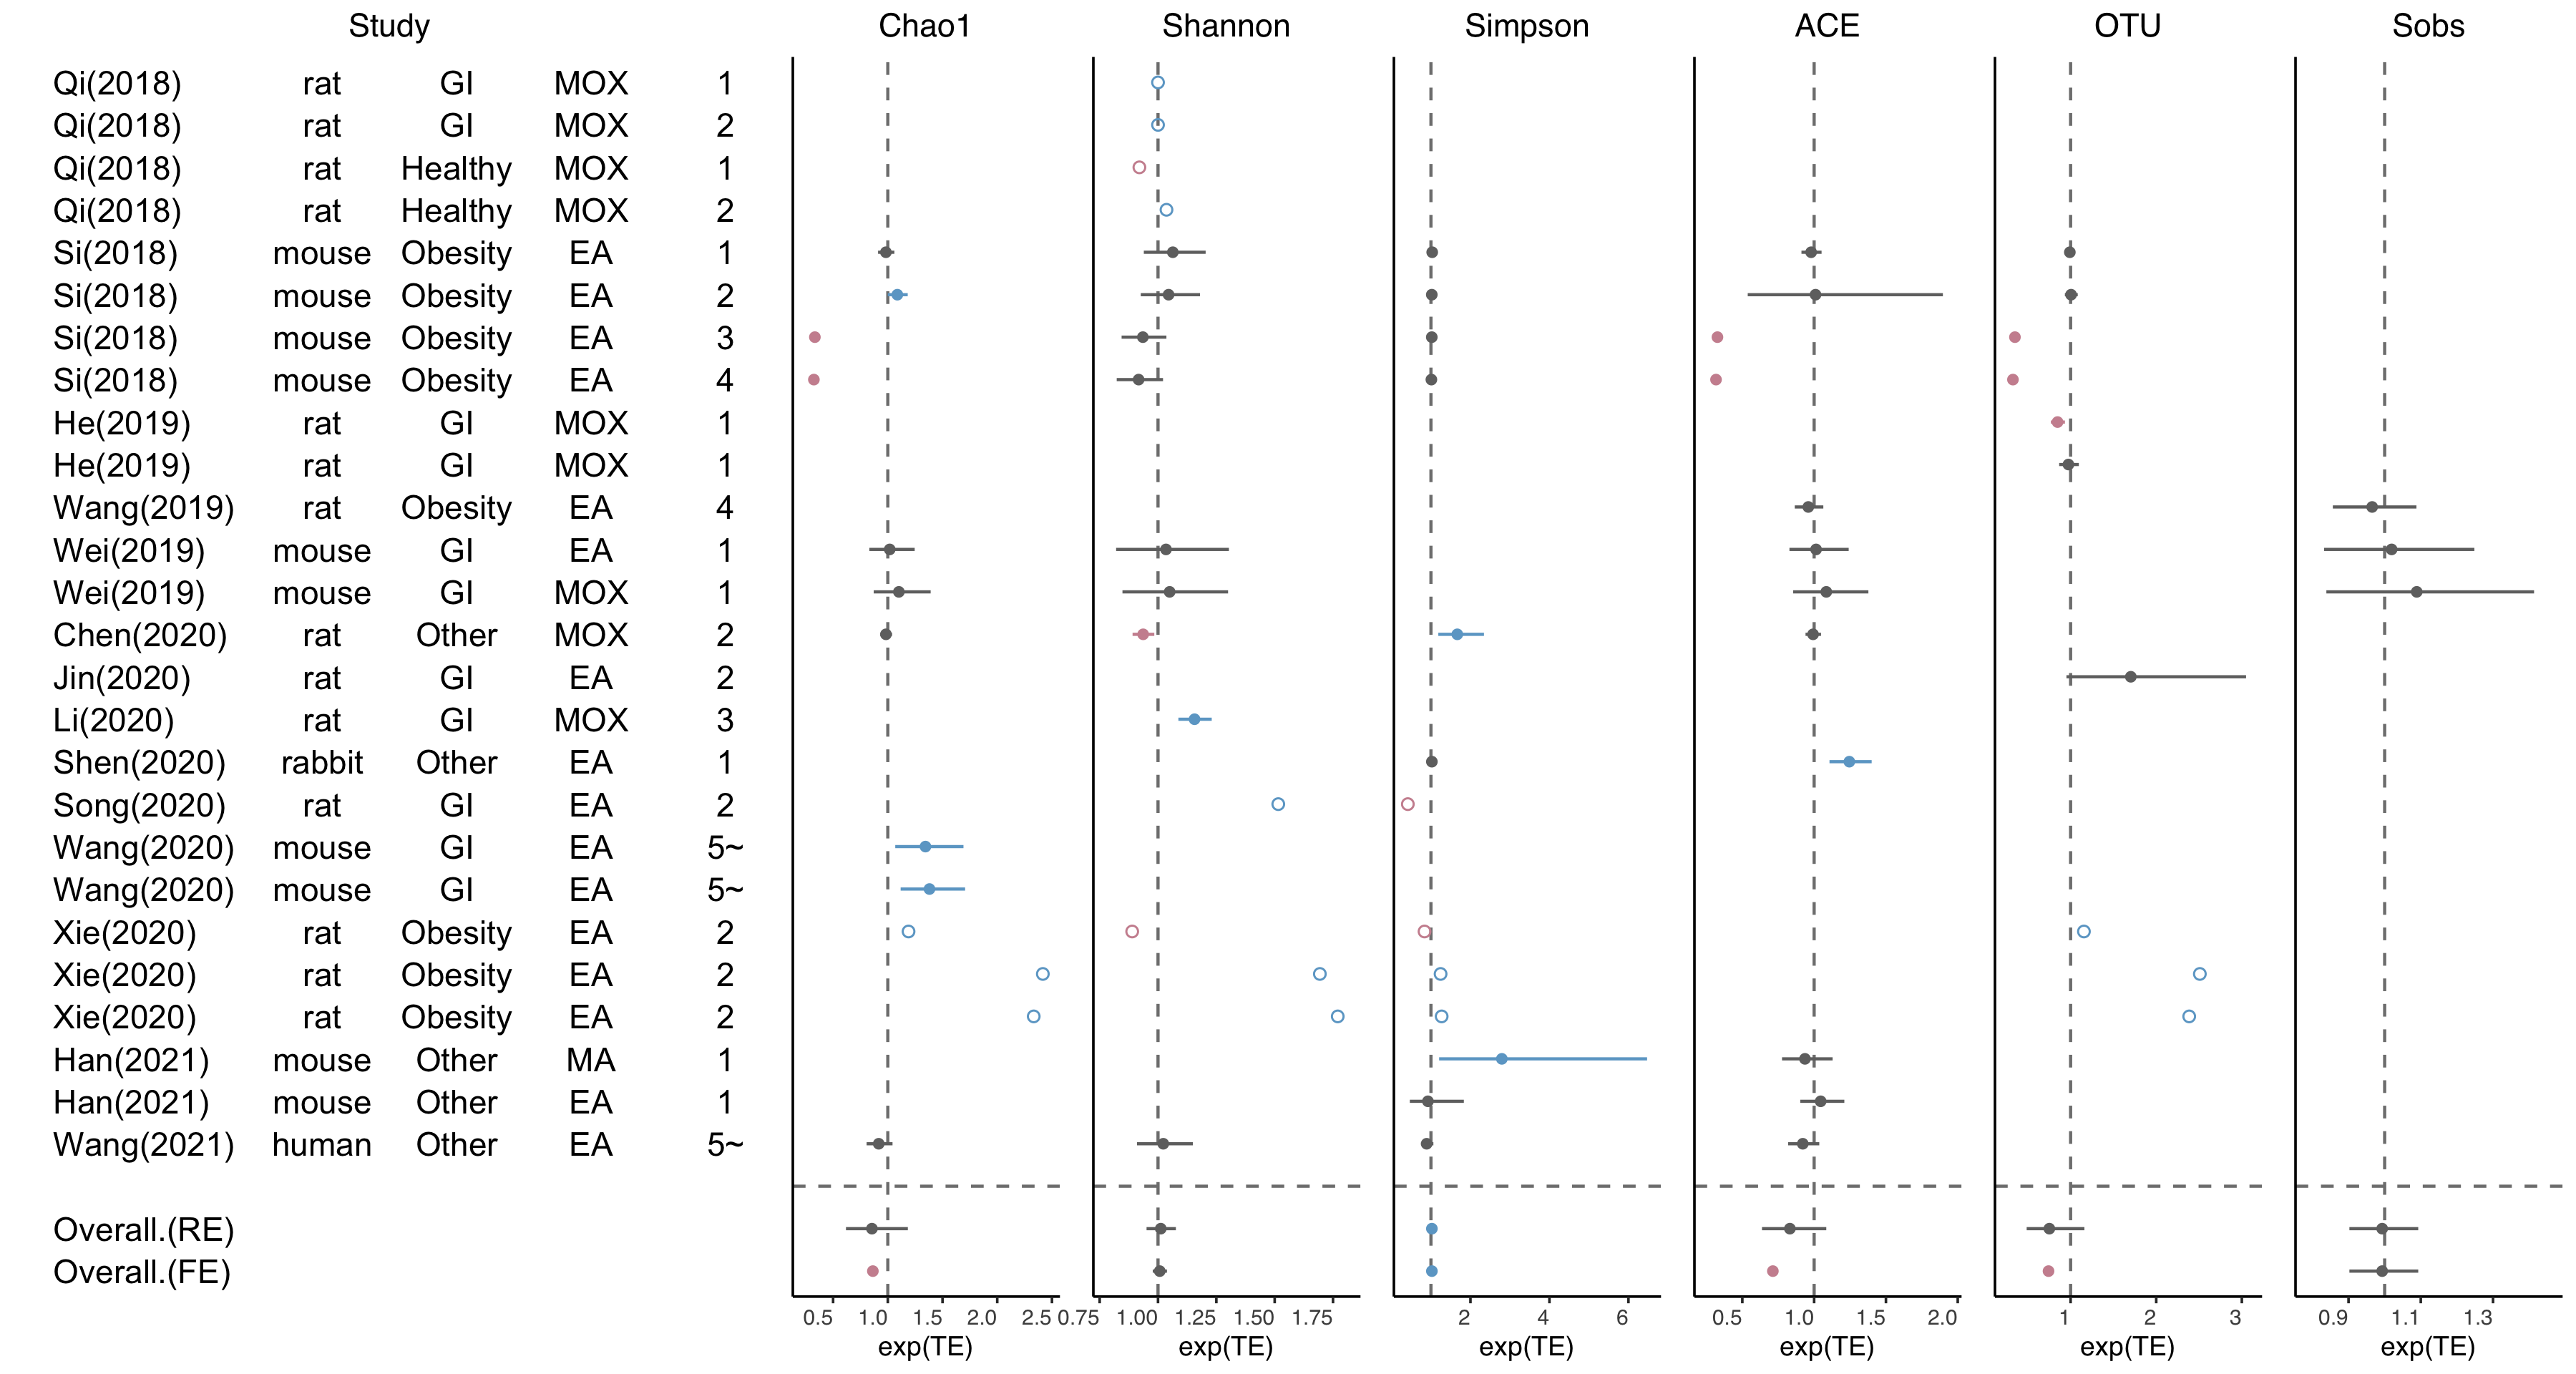 Study Chao1 Shannon Simpson ACE OTU Sobs
Qi(2018) rat GI MOX 1
Qi(2018) rat GI MOX 2
Qi(2018) rat Healthy MOX 1
Qi(2018) rat Healthy MOX 2
Si(2018) mouse Obesity EA 1
Si(2018) mouse Obesity EA 2
Si(2018) mouse Obesity EA 3
Si(2018) mouse Obesity EA 4
He(2019) rat GI MOX 1
He(2019) rat GI MOX 1
Wang(2019) rat Obesity EA 4
Wei(2019) mouse GI EA 1
Wei(2019) mouse GI MOX 1
Chen(2020) rat Other MOX 2
Jin(2020) rat GI EA 2
Li(2020) rat GI MOX 3
Shen(2020) rabbit Other EA 1
Song(2020) rat GI EA 2
Wang(2020) mouse GI EA 5~
Wang(2020) mouse GI EA 5~
Xie(2020) rat Obesity EA 2
Xie(2020) rat Obesity EA 2
Xie(2020) rat Obesity EA 2
Han(2021) mouse Other MA 1
Han(2021) mouse Other EA 1
Wang(2021) human Other EA 5~
Overall.(RE)
Overall.(FE)
0.5 1.0 1.5 2.0 2.5 0.75 1.00 1.25 1.50 1.75 2 4 6 0.5 1.0 1.5 2.0 1 2 3 0.9 1.1 1.3
exp(TE) exp(TE) exp(TE) exp(TE) exp(TE) exp(TE)